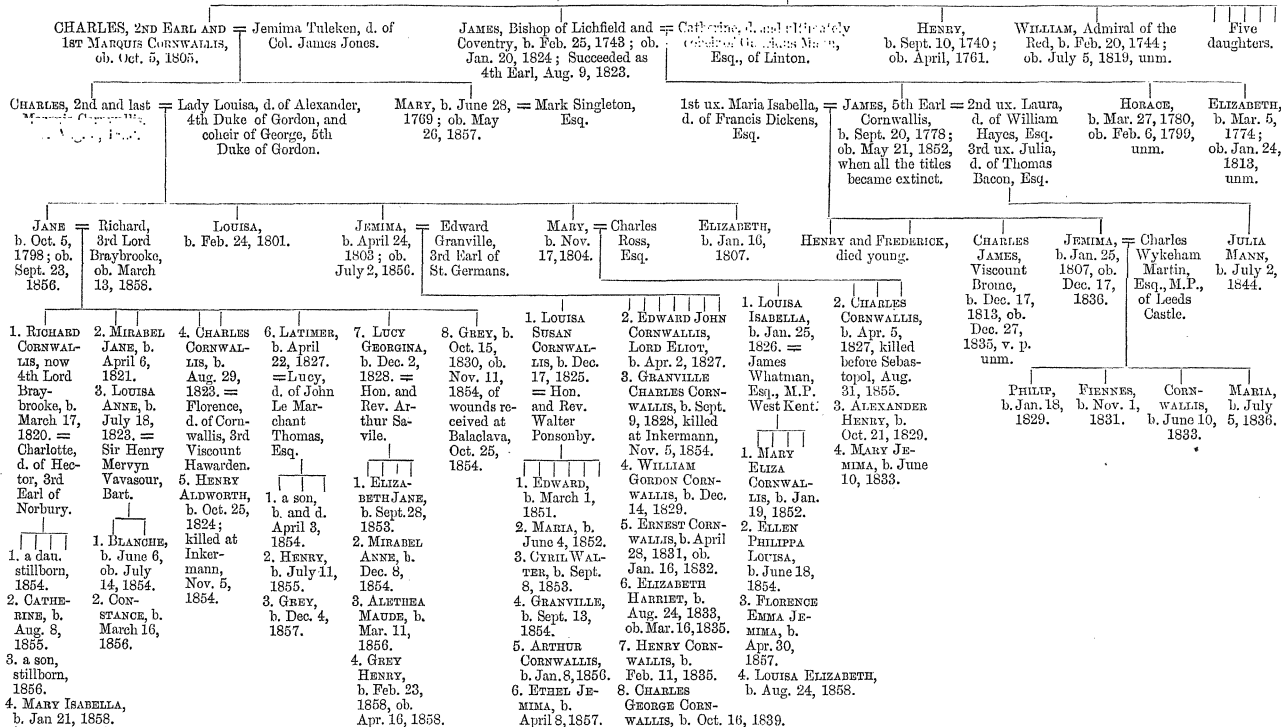 CHARLES, 2ND EARL AND
1ST MARQUIS CORNWALLIS,
ob. Oct. 5, 1805.
=
Jemima Tuleken, d. of
Col. James Jones.
JAMES, Bishop of Lichfield and
Coventry, b. Feb. 25, 1743; ob.
Jan. 20, 1824; Succeeded as
4th Earl, Aug. 9, 1823.
=
Catherine, d. and
Esq., of Linton.
HENRY,
b. Sept. 10, 1740;
ob. April, 1761.
WILLIAM, Admiral of the
Red, b. Feb. 20, 1744;
ob. July 5, 1819, unm.
Five
daughters.
CHARLES, 2nd and last
=
Lady Louisa, d. of Alexander,
4th Duke of Gordon, and
coheir of George, 5th
Duke of Gordon.
MARY, b. June 28,
1769; ob. May
26, 1857.
=
Mark Singleton,
Esq.
1st ux. Maria Isabella,
d. of Francis Dickens,
Esq.
=
JAMES, 5th Earl
Cornwallis,
b. Sept. 20, 1778;
ob. May 21, 1852,
when all the titles
became extinct.
=
2nd ux. Laura,
d. of William
Hayes, Esq.
3rd ux. Julia,
d. of Thomas
Bacon, Esq.
HORACE,
b. Mar. 27, 1780,
ob. Feb. 6, 1799,
unm.
ELIZABETH,
b. Mar. 5,
1774;
ob. Jan. 24,
1813,
unm.
JANE
b. Oct. 5,
1798; ob.
Sept. 23,
1856.
=
Richard,
3rd Lord
Braybrooke,
ob. March
13, 1858.
LOUISA,
b. Feb. 24, 1801.
JEMIMA,
b. April 24,
1803; ob.
July 2, 1856.
=
Edward
Granville,
3rd Earl of
St. Germans.
MARY,
b. Nov.
17, 1804.
=
Charles
Ross,
Esq.
ELIZABETH,
b. Jan. 16,
1807.
HENRY and FREDERICK,
died young.
CHARLES
JAMES,
Viscount
Brome,
b. Dec. 17,
1813, ob.
Dec. 27,
1835, v. p.
unm.
JEMIMA,
b. Jan. 25,
1807, ob.
Dec. 17,
1836.
=
Charles
Wykeham
Martin,
Esq., M.P.,
of Leeds
Castle.
JULIA
MANN,
b. July 2,
1844.
1. RICHARD
CORNWAL-
LIS, now
4th Lord
Bray-
brooke, b.
March 17,
1820. =
Charlotte,
d. of Hec-
tor, 3rd
Earl of
Norbury.
1. a dau.
stillborn,
1854.
2. CATHE-
RINE, b.
Aug. 8,
1855.
3. a son,
stillborn,
1856.
4. MARY ISABELLA,
b. Jan 21, 1858.
2. MIRABEL
JANE, b.
April 6,
1821.
3. LOUISA
ANNE, b.
July 18,
1823. =
Sir Henry
Mervyn
Vavasour,
Bart.
1. BLANCHE,
b. June 6,
ob. July
14, 1854.
2. CON-
STANCE, b.
March 16,
1856.
4. CHARLES
CORNWAL-
LIS, b.
Aug. 29,
1823. =
Florence,
d. of Corn-
wallis, 3rd
Viscount
Hawarden.
5. HENRY
ALDWORTH,
b. Oct. 25,
1824;
killed at
Inker-
mann,
Nov. 5,
1854.
6. LATIMER,
b. April
22, 1827.
=Lucy,
d. of John
Le Mar-
chant
Thomas,
Esq.
1. a son,
b. and d.
April 3,
1854.
2. HENRY,
b. July 11,
1855.
3. GREY,
b. Dec. 4,
1857.
7. LUCY
GEORGINA,
b. Dec. 2,
1828. =
Hon. and
Rev. Ar-
thur Sa-
vile.
1. ELIZA-
BETH JANE,
b. Sept. 28,
1853.
2. MIRABEL
ANNE, b.
Dec. 8,
1854.
3. ALETHEA
MAUDE, b.
Mar. 11,
1856.
4. GREY
HENRY,
b. Feb. 23,
1858, ob.
Apr. 16, 1858.
8. GREY, b.
Oct. 15,
1830, ob.
Nov. 11,
1854, of
wounds re-
ceived at
Balaclava,
Oct. 25,
1854.
1. LOUISA
SUSAN
CORNWAL-
LIS, b. Dec.
17, 1825.
= Hon.
and Rev.
Walter
Ponsonby.
1. EDWARD,
b. March 1,
1851.
2. MARIA, b.
June 4, 1852.
3. CYRIL WAL-
TER, b. Sept.
8, 1853.
4. GRANVILLE,
b. Sept. 13,
1854.
5. ARTHUR
CORNWALLIS,
b. Jan. 8, 1856.
6. ETHEL JE-
MIMA, b.
April 8, 1857.
2. EDWARD JOHN
CORNWALLIS,
LORD ELIOT,
b. Apr. 2, 1827.
3. GRANVILLE
CHARLES CORN-
WALLIS, b. Sept.
9, 1828, killed
at Inkermann,
Nov. 5, 1854.
4. WILLIAM
GORDON CORN-
WALLIS, b. Dec.
14, 1829.
5. ERNEST CORN-
WALLIS, b. April
28, 1831, ob.
Jan. 16, 1832.
6. ELIZABETH
HARRIET, b.
Aug. 24, 1833,
ob. Mar. 16, 1835.
7. HENRY CORN-
WALLIS, b.
Feb. 11, 1835.
8. CHARLES
GEORGE CORN-
WALLIS, b. Oct. 16, 1839.
1. LOUISA
ISABELLA,
b. Jan. 25,
1826. =
James
Whatman,
Esq., M.P.
West Kent.
1. MARY
ELIZA
CORNWAL-
LIS, b. Jan.
19, 1852.
2. ELLEN
PHILIPPA
LOUISA,
b. June 18,
1854.
3. FLORENCE
EMMA JE-
MIMA, b.
Apr. 30,
1857.
4. LOUISA ELIZABETH,
b. Aug. 24, 1858.
2. CHARLES
CORNWALLIS,
b. Apr. 5,
1827, killed
before Sebas-
topol, Aug.
31, 1855.
3. ALEXANDER
HENRY, b.
Oct. 21, 1829.
4. MARY JE-
MIMA, b. June
10, 1833.
PHILIP,
b. Jan. 18,
1829.
FIENNES,
b. Nov. 1,
1831.
CORN-
WALLIS,
b. June 10,
1833.
MARIA,
b. July
5, 1836.